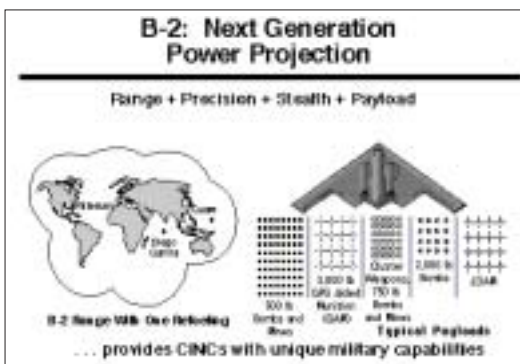 B-2: Next Generation
Power Projection
Range + Precision + Stealth + Payload
Whiteman
Guam
Diego
Garcia
500 lb
Bombs and
Mines
2,000 lb
GPS Aided
Munition
(GAM)
Cluster
Weapons,
750 lb
Bombs
and Mines
2,000 lb
Bombs
B-2 Range With One Refueling
Typical Payloads
... provides CINCs with unique military capabilities